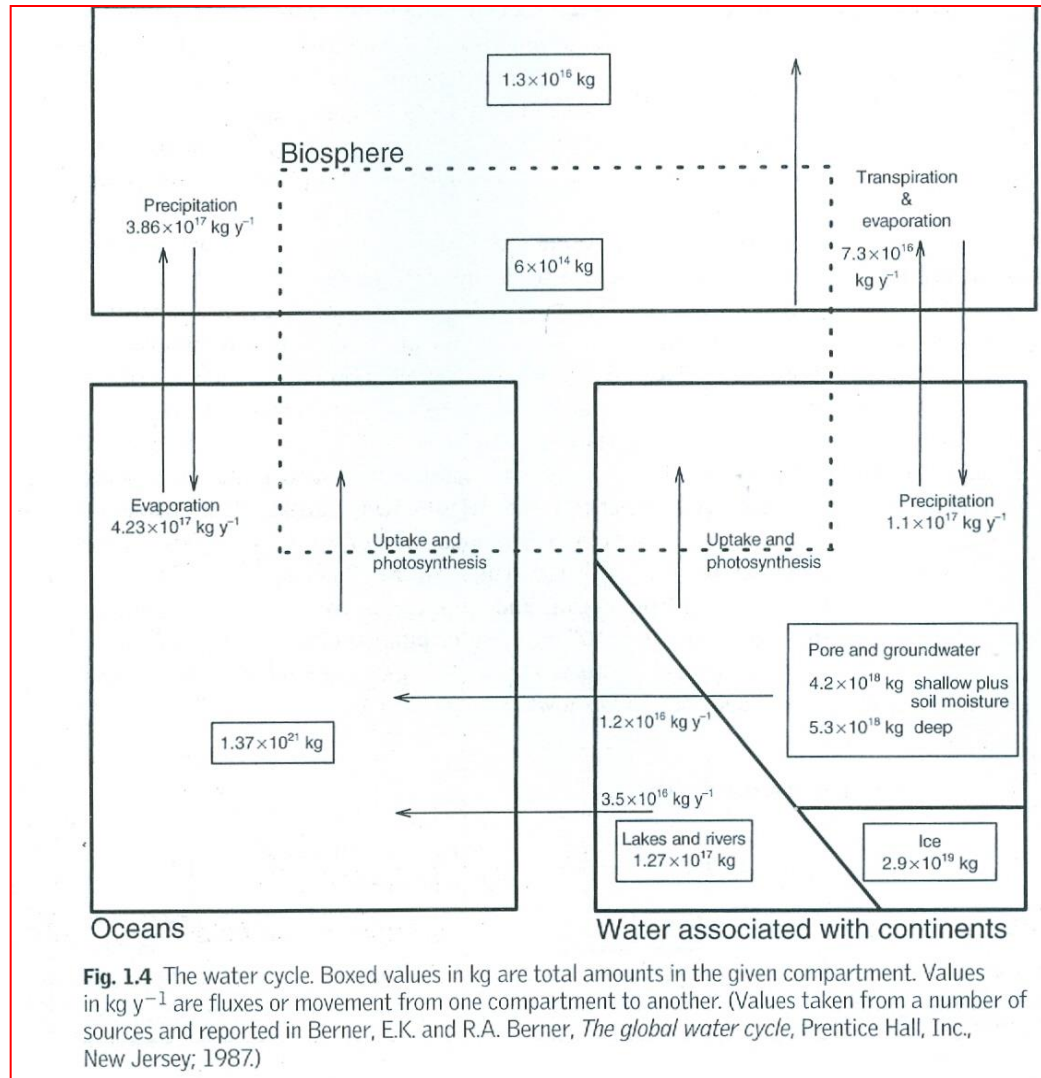 1.3×10¹⁶ kg
Biosphere
Precipitation
3.86×10¹⁷ kg y⁻¹
Transpiration
&
evaporation
7.3×10¹⁶
kg y⁻¹
6×10¹⁴ kg
Evaporation
4.23×10¹⁷ kg y⁻¹
Precipitation
1.1×10¹⁷ kg y⁻¹
Uptake and
photosynthesis
Uptake and
photosynthesis
Pore and groundwater
4.2×10¹⁸ kg shallow plus
soil moisture
5.3×10¹⁸ kg deep
1.2×10¹⁶ kg y⁻¹
1.37×10²¹ kg
3.5×10¹⁶ kg y⁻¹
Lakes and rivers
1.27×10¹⁷ kg
Ice
2.9×10¹⁹ kg
Oceans
Water associated with continents
Fig. 1.4 The water cycle. Boxed values in kg are total amounts in the given compartment. Values
in kg y⁻¹ are fluxes or movement from one compartment to another. (Values taken from a number of
sources and reported in Berner, E.K. and R.A. Berner, The global water cycle, Prentice Hall, Inc.,
New Jersey; 1987.)